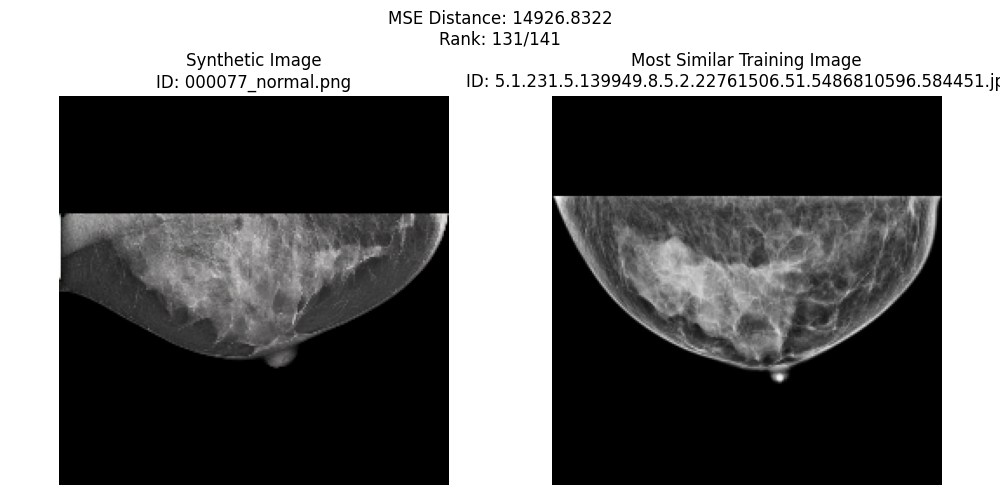 MSE Distance: 14926.8322
Rank: 131/141
Synthetic Image
ID: 000077_normal.png
Most Similar Training Image
ID: 5.1.231.5.139949.8.5.2.22761506.51.5486810596.584451.jp